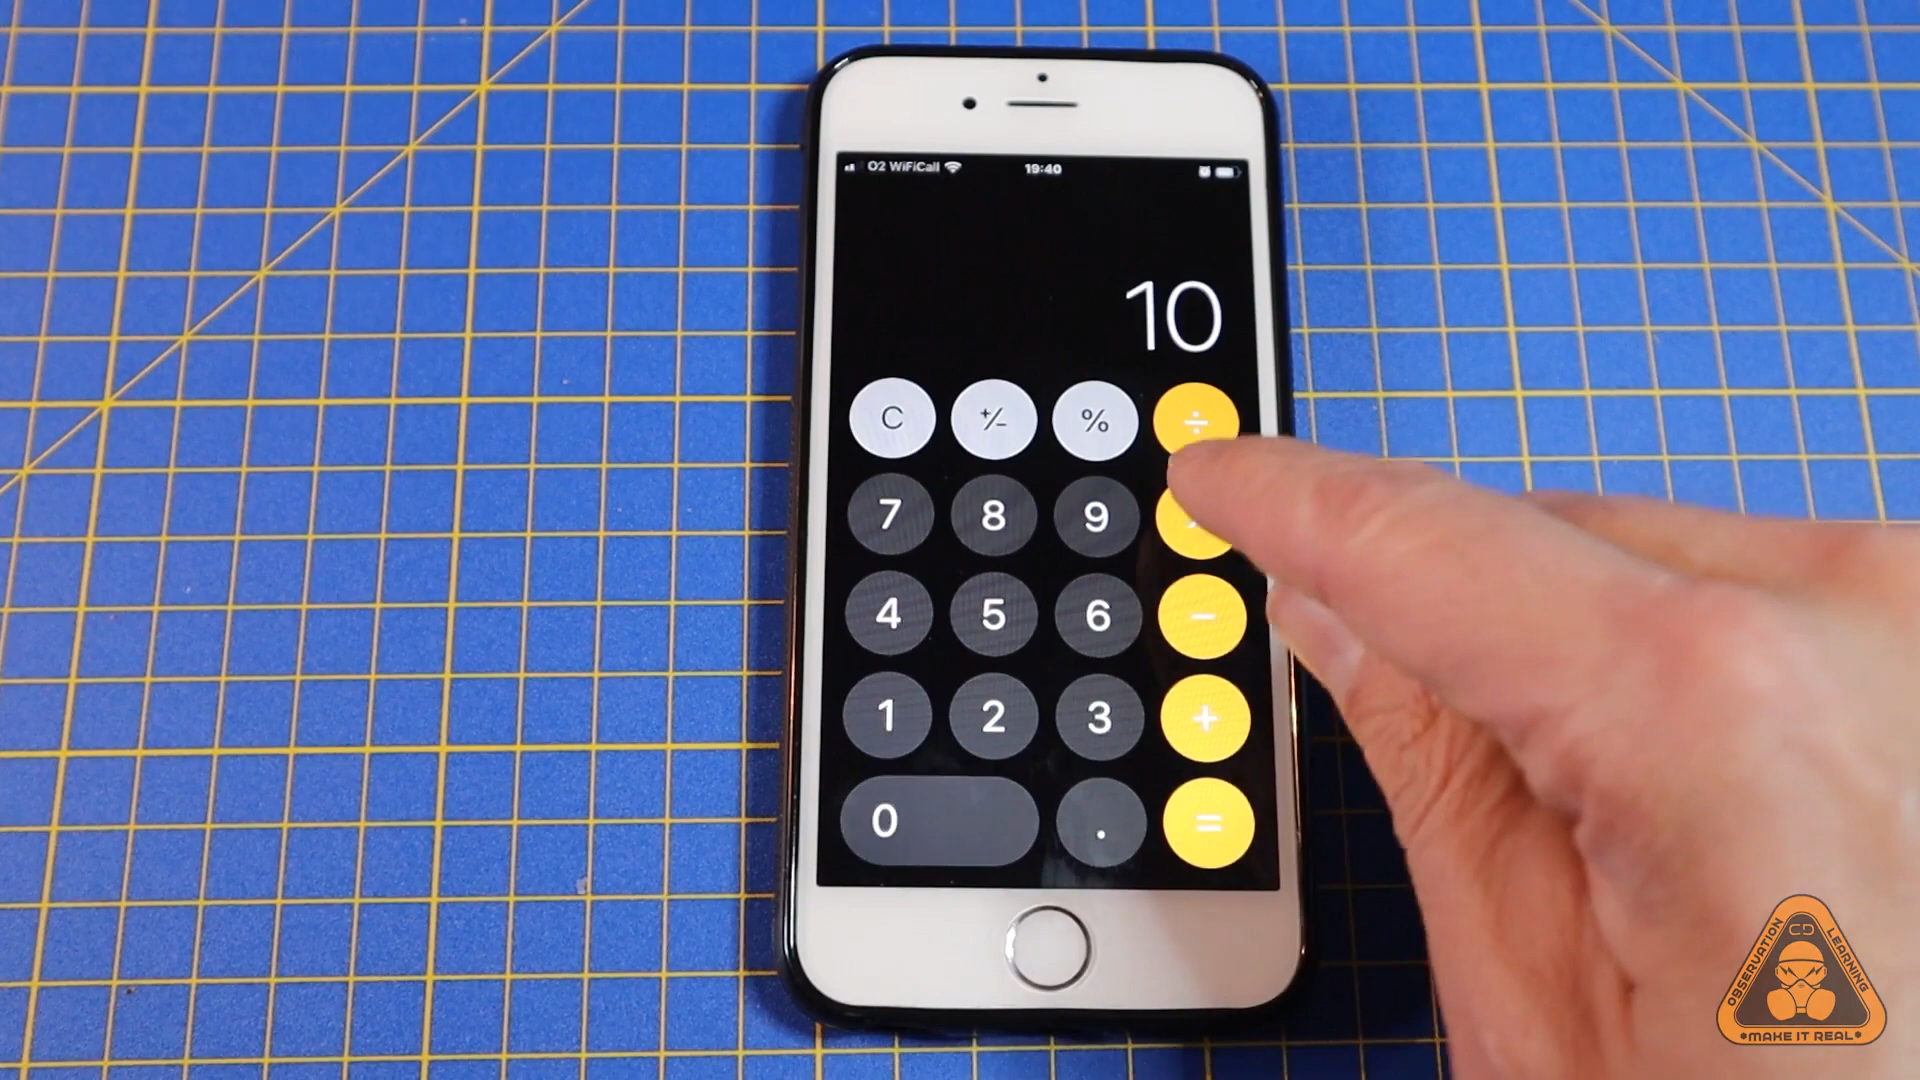 O2 WiFiCall 19:40
10
C +/- % ÷
7 8 9
4 5 6 −
1 2 3 +
0 . =
CD
OBSERVATION LEARNING
•MAKE IT REAL•